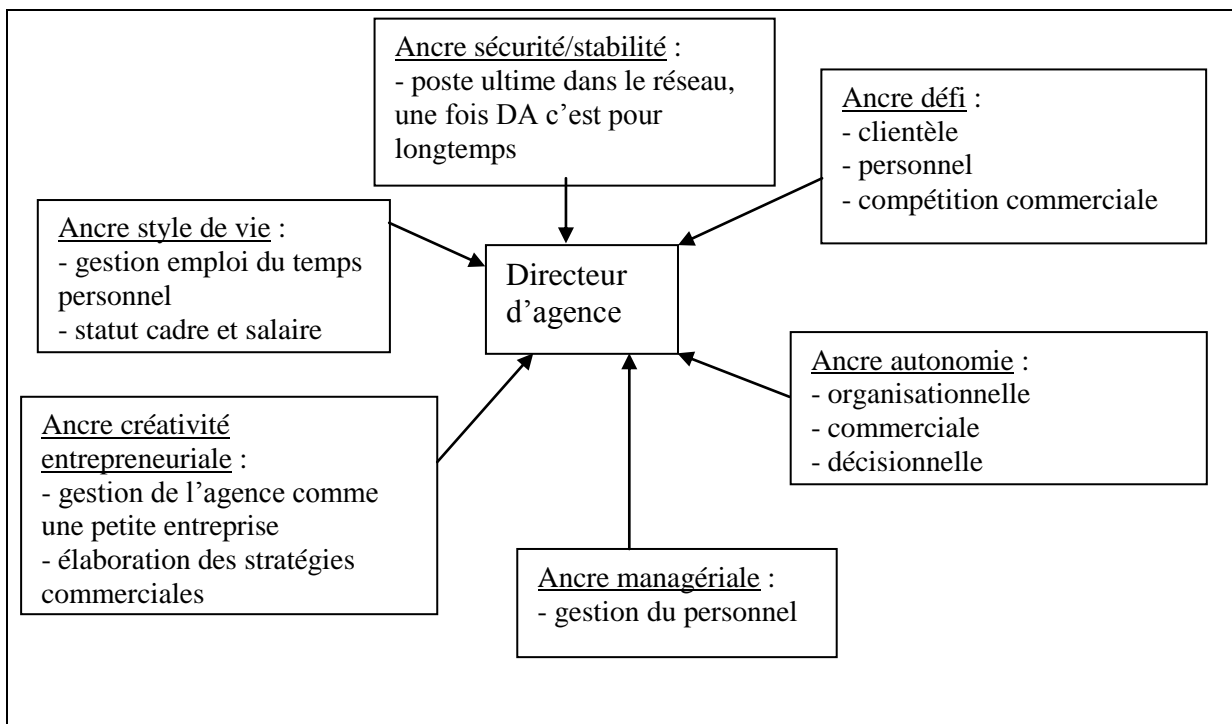 Ancre sécurité/stabilité :
- poste ultime dans le réseau,
une fois DA c’est pour
longtemps
Ancre défi :
- clientèle
- personnel
- compétition commerciale
Ancre style de vie :
- gestion emploi du temps
personnel
- statut cadre et salaire
Directeur
d’agence
Ancre autonomie :
- organisationnelle
- commerciale
- décisionnelle
Ancre créativité
entrepreneuriale :
- gestion de l’agence comme
une petite entreprise
- élaboration des stratégies
commerciales
Ancre managériale :
- gestion du personnel